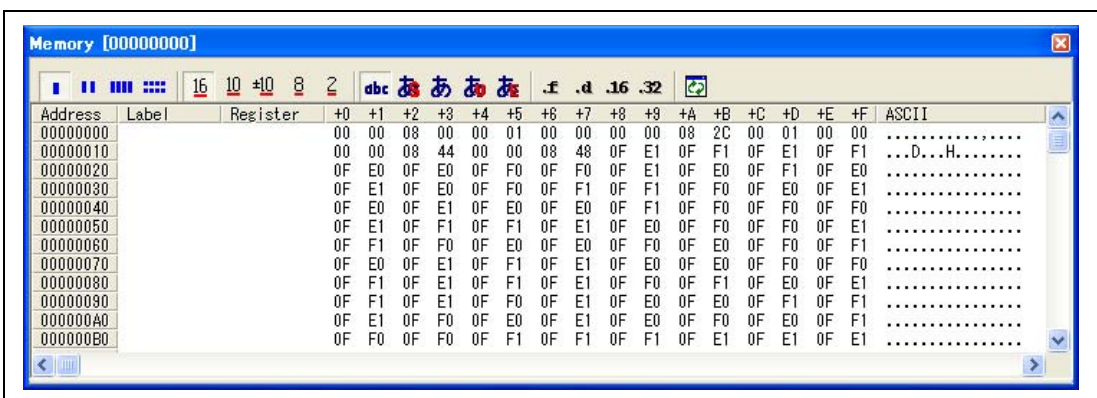 Memory [00000000]
16 10 ±10 8 2 abc あS あ あU あE .f .d .16 .32
Address Label Register +0 +1 +2 +3 +4 +5 +6 +7 +8 +9 +A +B +C +D +E +F ASCII
00000000 00 00 08 00 00 01 00 00 00 00 08 2C 00 01 00 00 ...........,....
00000010 00 00 08 44 00 00 08 48 0F E1 0F F1 0F E1 0F F1 ...D...H........
00000020 0F E0 0F E0 0F F0 0F F0 0F E1 0F E0 0F F1 0F E0 ................
00000030 0F E1 0F E0 0F F0 0F F1 0F F1 0F F0 0F E0 0F E1 ................
00000040 0F E0 0F E1 0F E0 0F E0 0F F1 0F F0 0F F0 0F F0 ................
00000050 0F E1 0F F1 0F F1 0F E1 0F E0 0F F0 0F F0 0F E1 ................
00000060 0F F1 0F F0 0F E0 0F E0 0F F0 0F F0 0F F0 0F F1 ................
00000070 0F E0 0F E1 0F F1 0F E1 0F E0 0F E0 0F F0 0F F0 ................
00000080 0F F1 0F E1 0F F1 0F E1 0F F0 0F F1 0F E0 0F E1 ................
00000090 0F F1 0F E1 0F F0 0F E1 0F E0 0F E0 0F F1 0F F1 ................
000000A0 0F E1 0F F0 0F E0 0F E1 0F E0 0F F0 0F E0 0F F1 ................
000000B0 0F F0 0F F0 0F F1 0F F1 0F F1 0F E1 0F E1 0F E1 ................